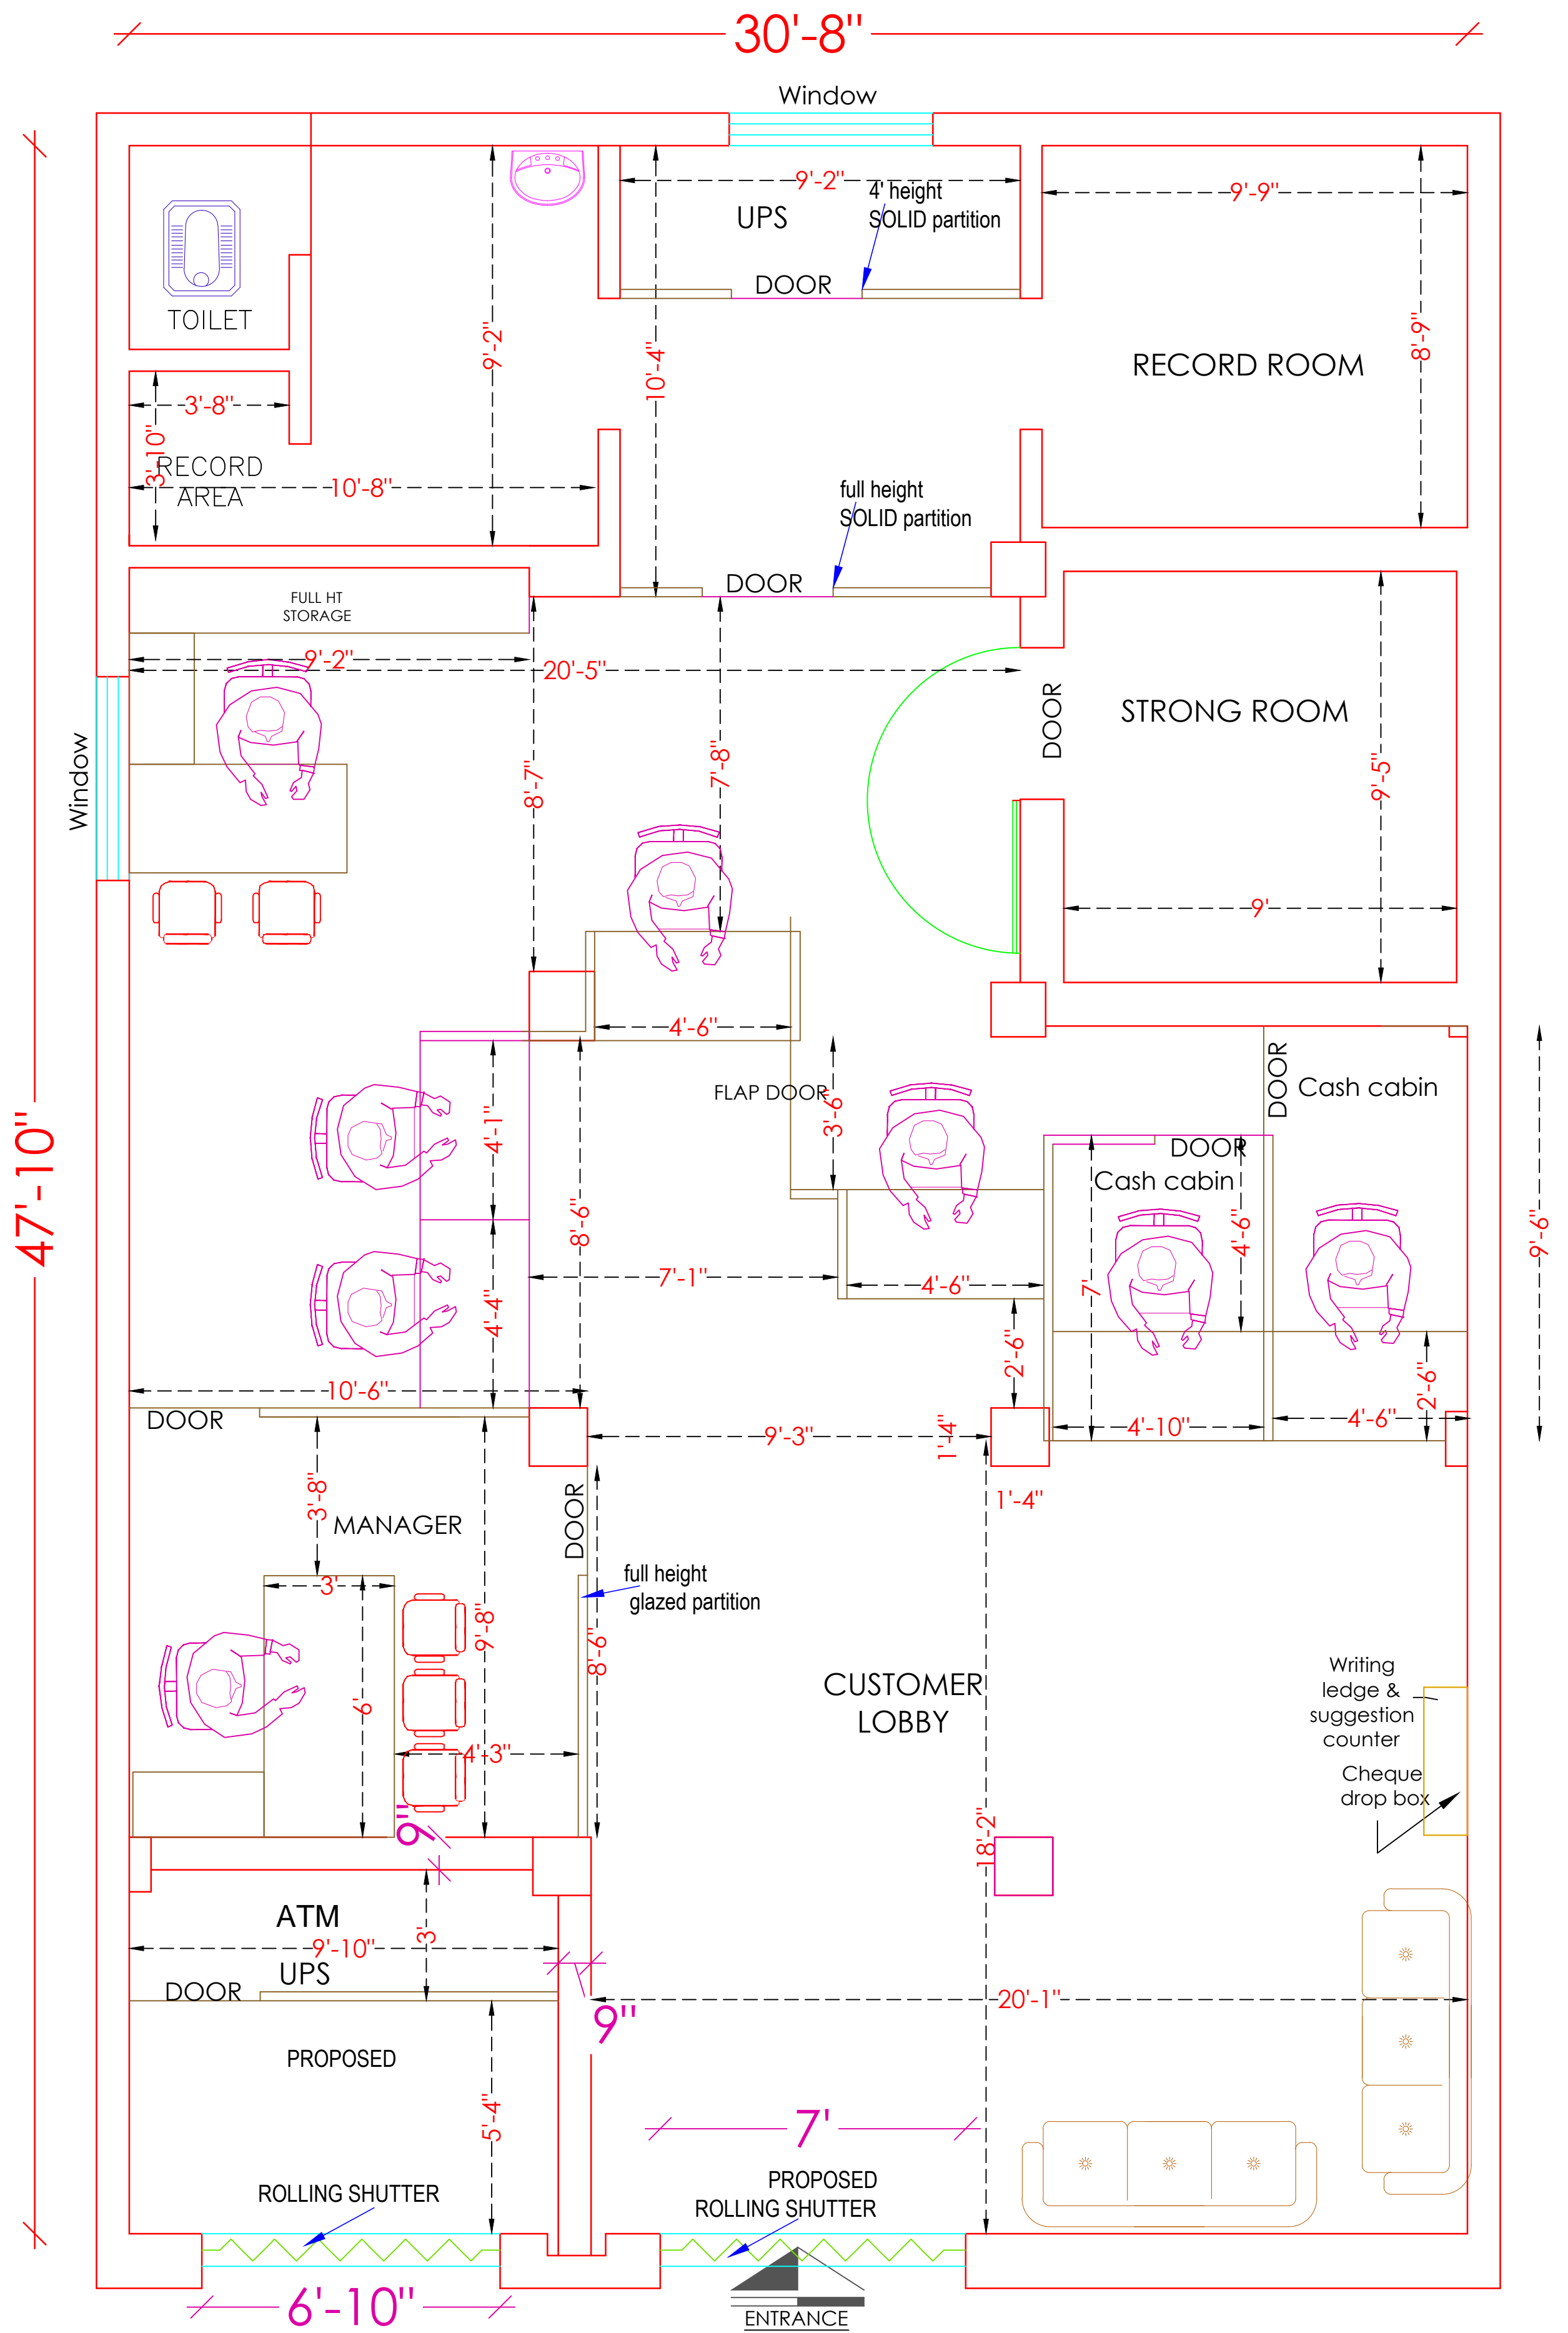 30'-8"
Window
9'-2"
4' height
SOLID partition
UPS
DOOR
9'-9"
TOILET
9'-2"
10'-4"
8'-9"
RECORD ROOM
3'-8"
3'-10"
RECORD
AREA
10'-8"
full height
SOLID partition
DOOR
FULL HT
STORAGE
9'-2"
20'-5"
DOOR
STRONG ROOM
Window
8'-7"
7'-8"
9'-5"
9'
4'-6"
FLAP DOOR
3'-6"
DOOR
Cash cabin
47'-10"
4'-1"
DOOR
Cash cabin
8'-6"
4'-6"
9'-6"
7'-1"
4'-6"
7'
4'-4"
2'-6"
2'-6"
10'-6"
DOOR
9'-3"
1'-4"
4'-10"
4'-6"
3'-8"
1'-4"
MANAGER
DOOR
full height
glazed partition
3'
9'-8"
8'-6"
6'
4'-3"
CUSTOMER
LOBBY
Writing
ledge &
suggestion
counter
Cheque
drop box
9"
18'-2"
ATM
3'
9'-10"
UPS
DOOR
20'-1"
9"
PROPOSED
5'-4"
7'
PROPOSED
ROLLING SHUTTER
ROLLING SHUTTER
6'-10"
ENTRANCE